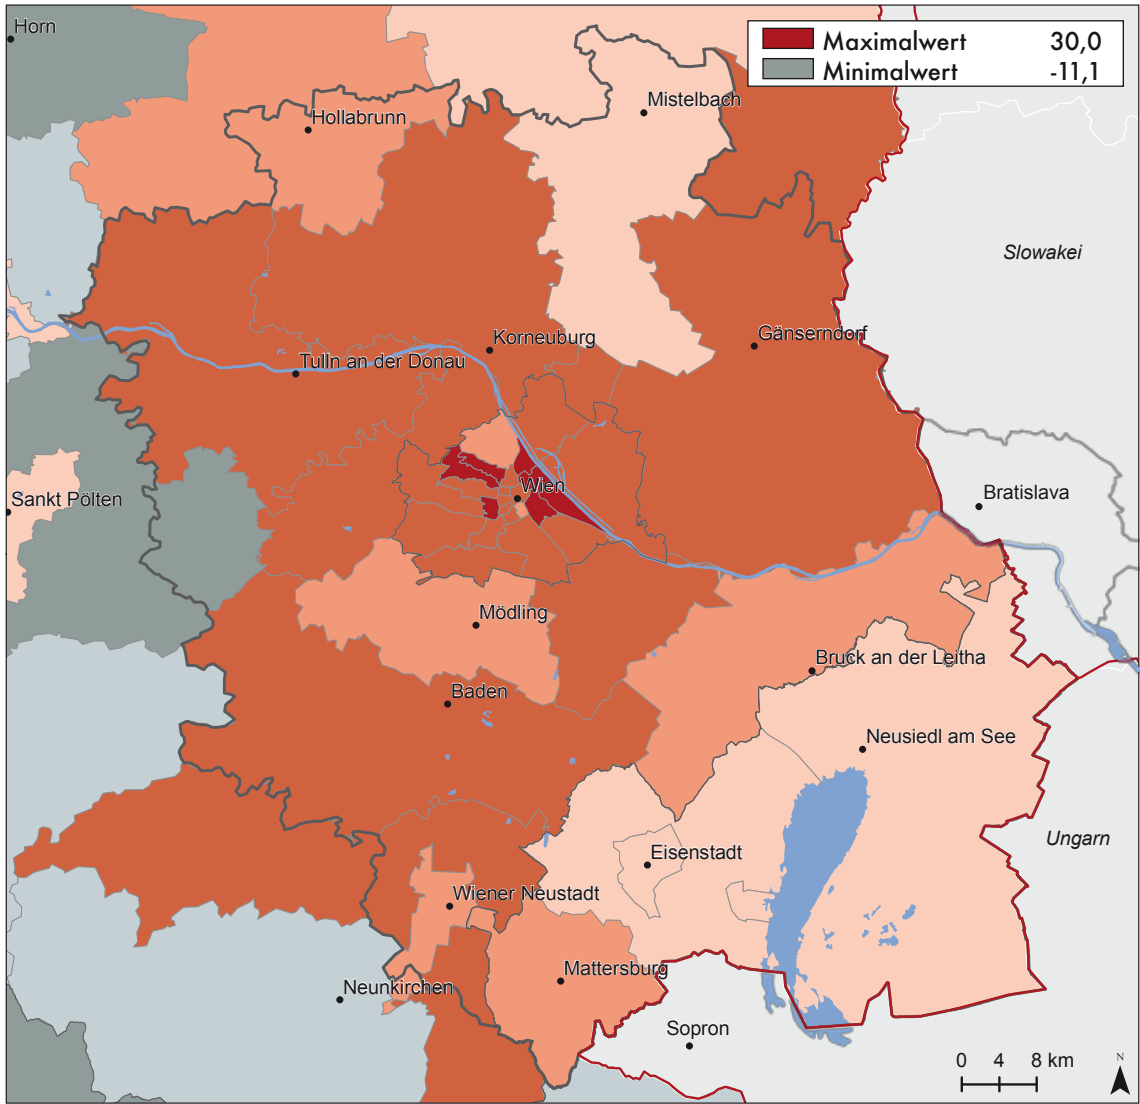 Horn
Maximalwert 30,0
Minimalwert -11,1
Mistelbach
Hollabrunn
Slowakei
Korneuburg
Gänserndorf
Tulln an der Donau
Wien
Bratislava
Sankt Pölten
Mödling
Bruck an der Leitha
Baden
Neusiedl am See
Ungarn
Eisenstadt
Wiener Neustadt
Mattersburg
Neunkirchen
Sopron
0 4 8 km
N